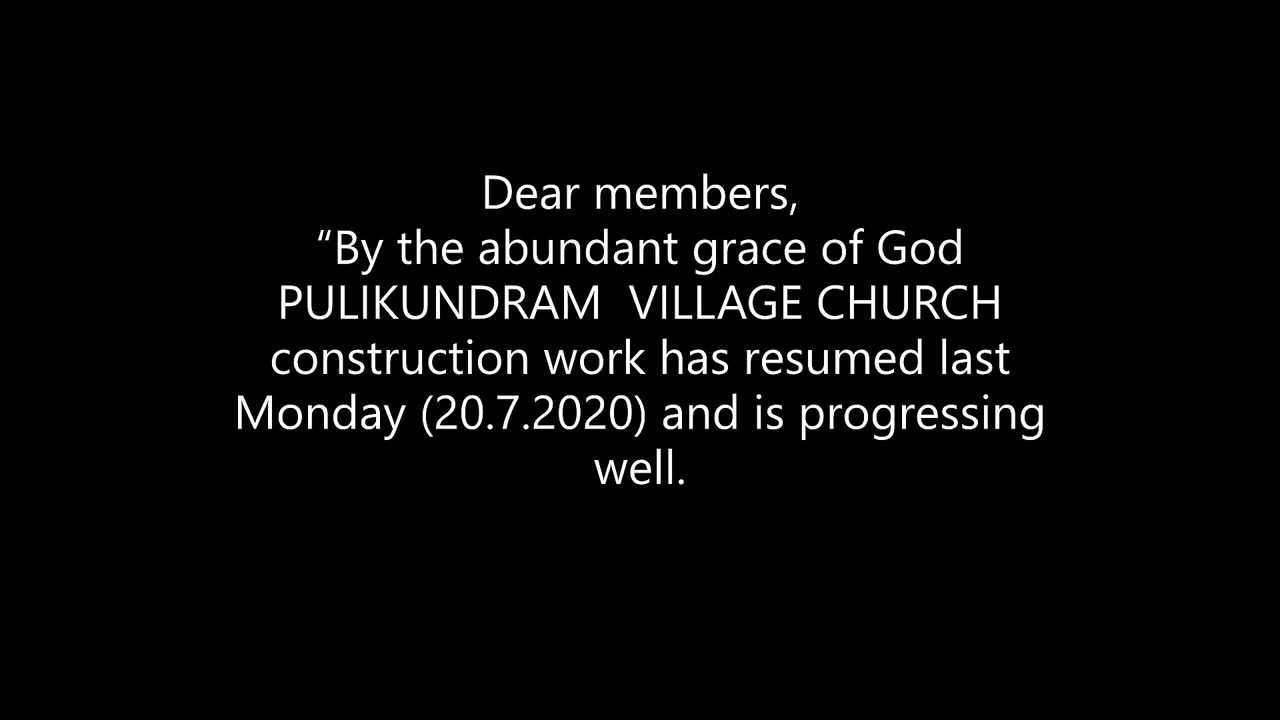 Dear members,
“By the abundant grace of God
PULIKUNDRAM  VILLAGE CHURCH
construction work has resumed last
Monday (20.7.2020) and is progressing
well.